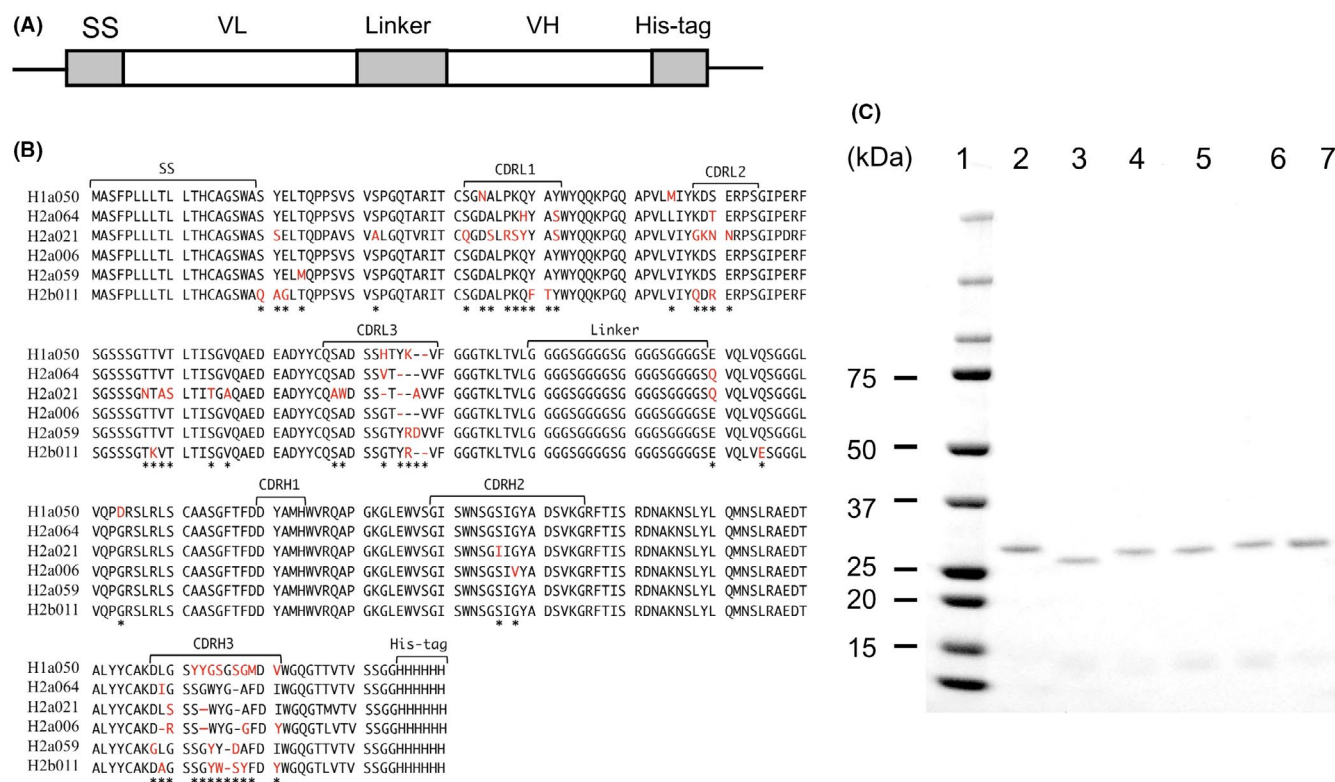 (A)
SS VL Linker VH His-tag
(B)
SS CDRL1 CDRL2
H1a050 MASFPLLLTL LTHCAGSWAS YELTQPPSVS VSPGQTARIT CSGNALPKQY AYWYQQKPGQ APVLMIYKDS ERPSGIPERF
H2a064 MASFPLLLTL LTHCAGSWAS YELTQPPSVS VSPGQTARIT CSGDALPKHY ASWYQQKPGQ APVLLIYKDT ERPSGIPERF
H2a021 MASFPLLLTL LTHCAGSWAS SELTQDPAVS VALGQTVRIT CQGDSLRSYY ASWYQQKPGQ APVLVIYGKN NRPSGIPDRF
H2a006 MASFPLLLTL LTHCAGSWAS YELTQPPSVS VSPGQTARIT CSGDALPKQY AYWYQQKPGQ APVLVIYKDS ERPSGIPERF
H2a059 MASFPLLLTL LTHCAGSWAS YELMQPPSVS VSPGQTARIT CSGDALPKQY AYWYQQKPGQ APVLVIYKDS ERPSGIPERF
H2b011 MASFPLLLTL LTHCAGSWAQ AGLTQPPSVS VSPGQTARIT CSGDALPKQF TYWYQQKPGQ APVLVIYQDR ERPSGIPERF
* ** * * * ** **** ** * *** *
CDRL3 Linker
H1a050 SGSSSGTTVT LTISGVQAED EADYYCQSAD SSHTYK--VF GGGTKLTVLG GGGSGGGGSG GGGSGGGGSE VQLVQSGGGL
H2a064 SGSSSGTTVT LTISGVQAED EADYYCQSAD SSVT---VVF GGGTKLTVLG GGGSGGGGSG GGGSGGGGSQ VQLVQSGGGL
H2a021 SGSSSGNTAS LTITGAQAED EADYYCQAWD SS-T--AVVF GGGTKLTVLG GGGSGGGGSG GGGSGGGGSQ VQLVQSGGGL
H2a006 SGSSSGTTVT LTISGVQAED EADYYCQSAD SSGT---VVF GGGTKLTVLG GGGSGGGGSG GGGSGGGGSE VQLVQSGGGL
H2a059 SGSSSGTTVT LTISGVQAED EADYYCQSAD SSGTYRDVVF GGGTKLTVLG GGGSGGGGSG GGGSGGGGSE VQLVQSGGGL
H2b011 SGSSSGTKVT LTISGVQAED EADYYCQSAD SSGTYR--VF GGGTKLTVLG GGGSGGGGSG GGGSGGGGSE VQLVESGGGL
**** * * ** * **** * *
CDRH1 CDRH2
H1a050 VQPDRSLRLS CAASGFTFDD YAMHWVRQAP GKGLEWVSGI SWNSGSIGYA DSVKGRFTIS RDNAKNSLYL QMNSLRAEDT
H2a064 VQPGRSLRLS CAASGFTFDD YAMHWVRQAP GKGLEWVSGI SWNSGSIGYA DSVKGRFTIS RDNAKNSLYL QMNSLRAEDT
H2a021 VQPGRSLRLS CAASGFTFDD YAMHWVRQAP GKGLEWVSGI SWNSGIIGYA DSVKGRFTIS RDNAKNSLYL QMNSLRAEDT
H2a006 VQPGRSLRLS CAASGFTFDD YAMHWVRQAP GKGLEWVSGI SWNSGSIVYA DSVKGRFTIS RDNAKNSLYL QMNSLRAEDT
H2a059 VQPGRSLRLS CAASGFTFDD YAMHWVRQAP GKGLEWVSGI SWNSGSIGYA DSVKGRFTIS RDNAKNSLYL QMNSLRAEDT
H2b011 VQPGRSLRLS CAASGFTFDD YAMHWVRQAP GKGLEWVSGI SWNSGSIGYA DSVKGRFTIS RDNAKNSLYL QMNSLRAEDT
* * *
CDRH3 His-tag
H1a050 ALYYCAKDLG SYYGSGSGMD VWGQGTTVTV SSGGHHHHHH
H2a064 ALYYCAKDIG SSGWYG-AFD IWGQGTTVTV SSGGHHHHHH
H2a021 ALYYCAKDLS SS-WYG-AFD IWGQGTMVTV SSGGHHHHHH
H2a006 ALYYCAKD-R SS-WYG-GFD YWGQGTLVTV SSGGHHHHHH
H2a059 ALYYCAKGLG SSGYY-DAFD IWGQGTTVTV SSGGHHHHHH
H2b011 ALYYCAKDAG SSGYW-SYFD YWGQGTLVTV SSGGHHHHHH
*** ******** *
(C)
(kDa) 1 2 3 4 5 6 7
75
50
37
25
20
15